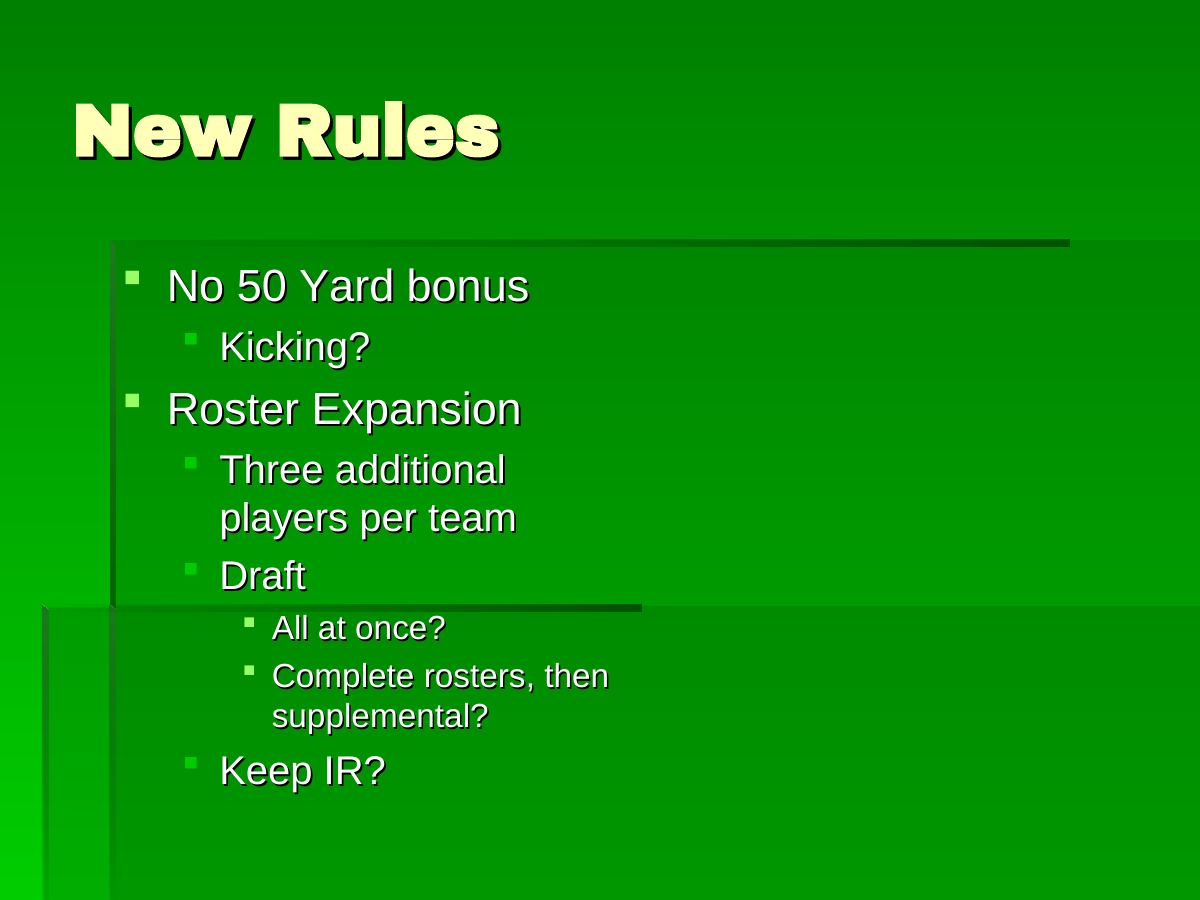 New Rules
No 50 Yard bonus
Kicking?
Roster Expansion
Three additional
players per team
Draft
All at once?
Complete rosters, then
supplemental?
Keep IR?